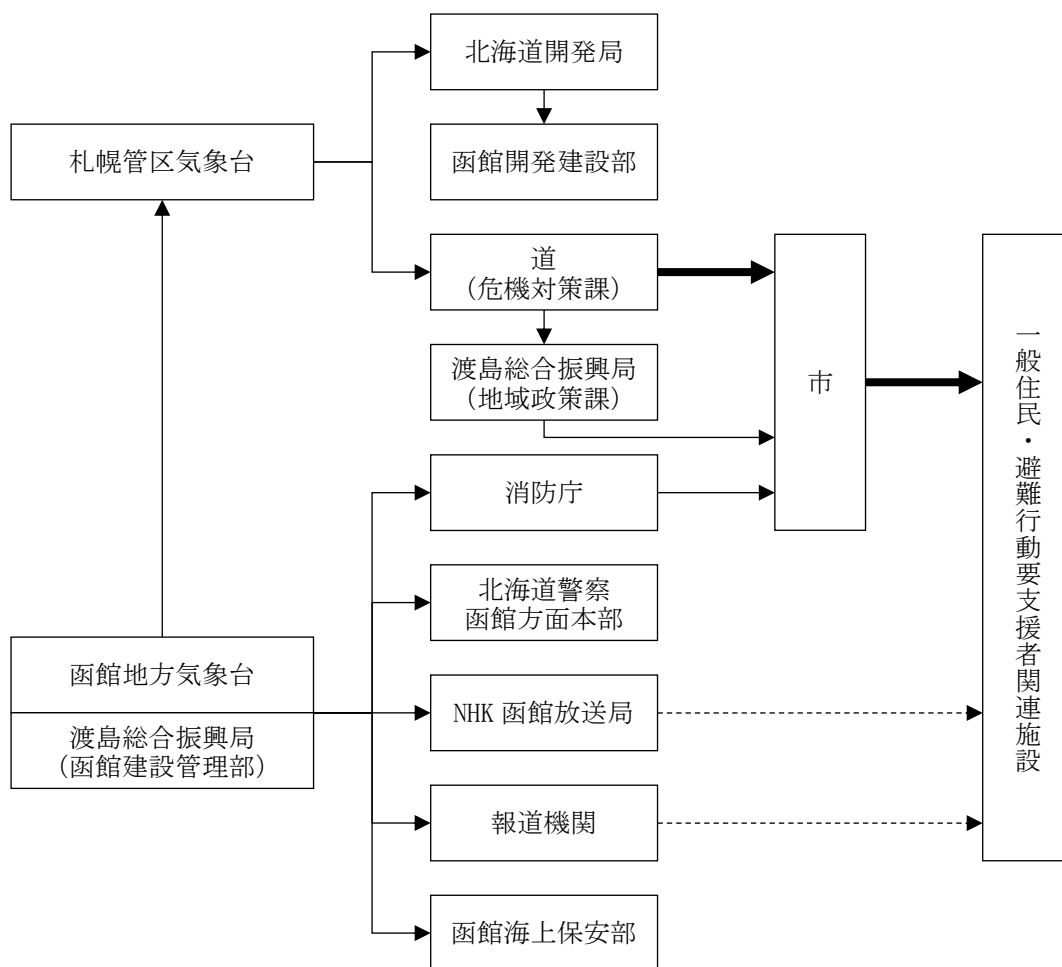 北海道開発局
札幌管区気象台
函館開発建設部
道
（危機対策課）
渡島総合振興局
（地域政策課）
市
一般住民・避難行動要支援者関連施設
消防庁
北海道警察
函館方面本部
函館地方気象台
渡島総合振興局
（函館建設管理部）
NHK 函館放送局
報道機関
函館海上保安部